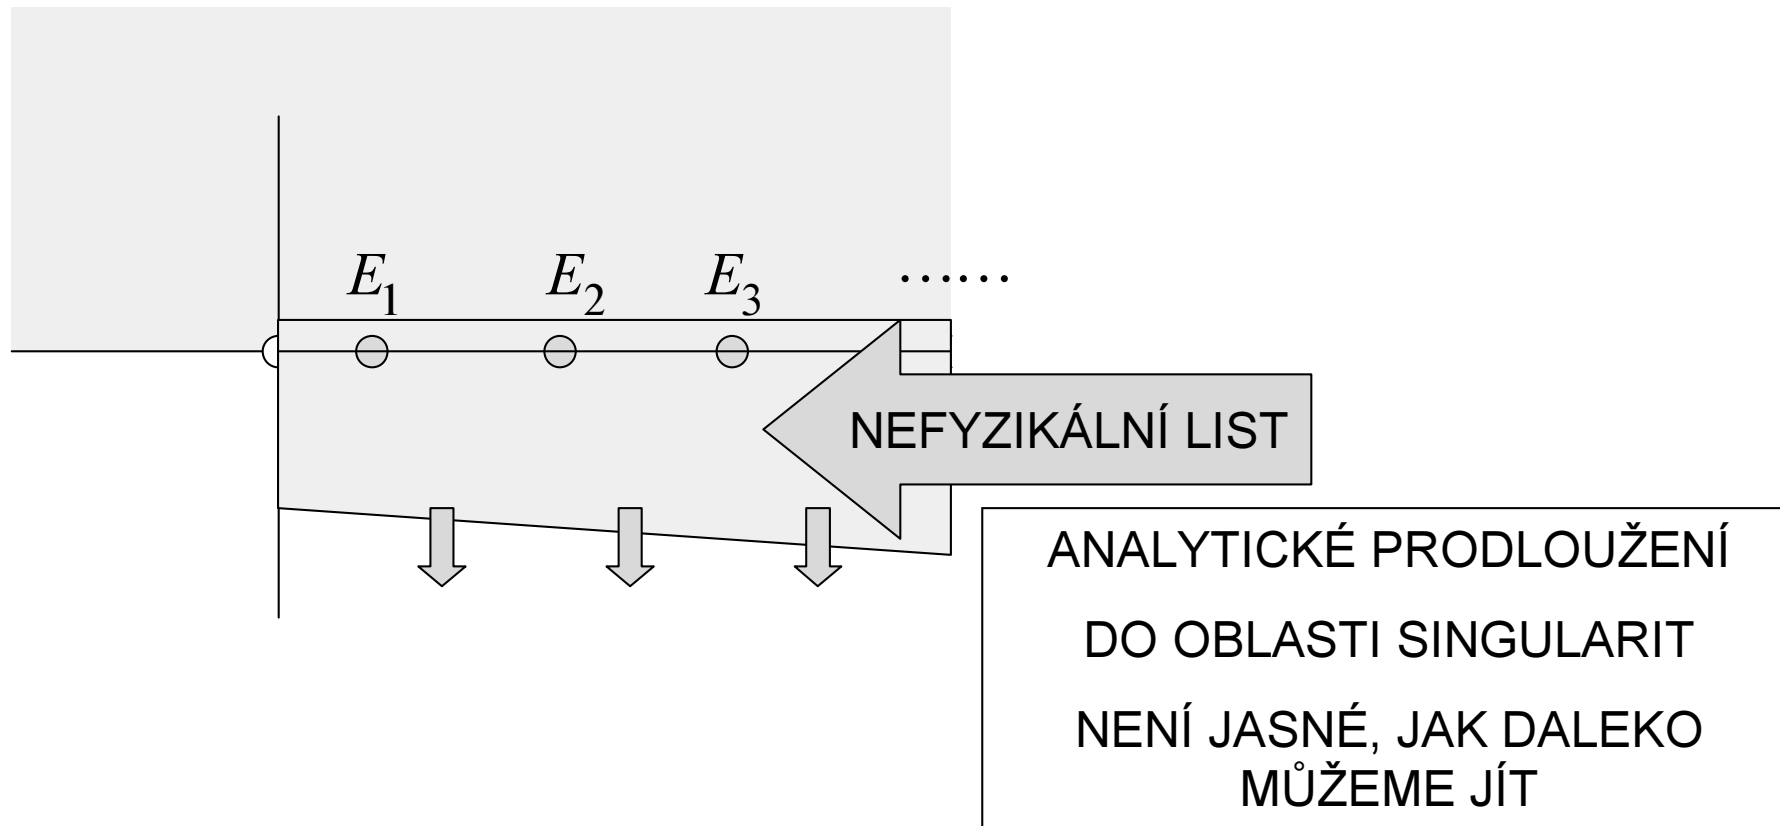 E1 E2 E3 ......
NEFYZIKÁLNÍ LIST
ANALYTICKÉ PRODLOUŽENÍ
DO OBLASTI SINGULARIT
NENÍ JASNÉ, JAK DALEKO
MŮŽEME JÍT